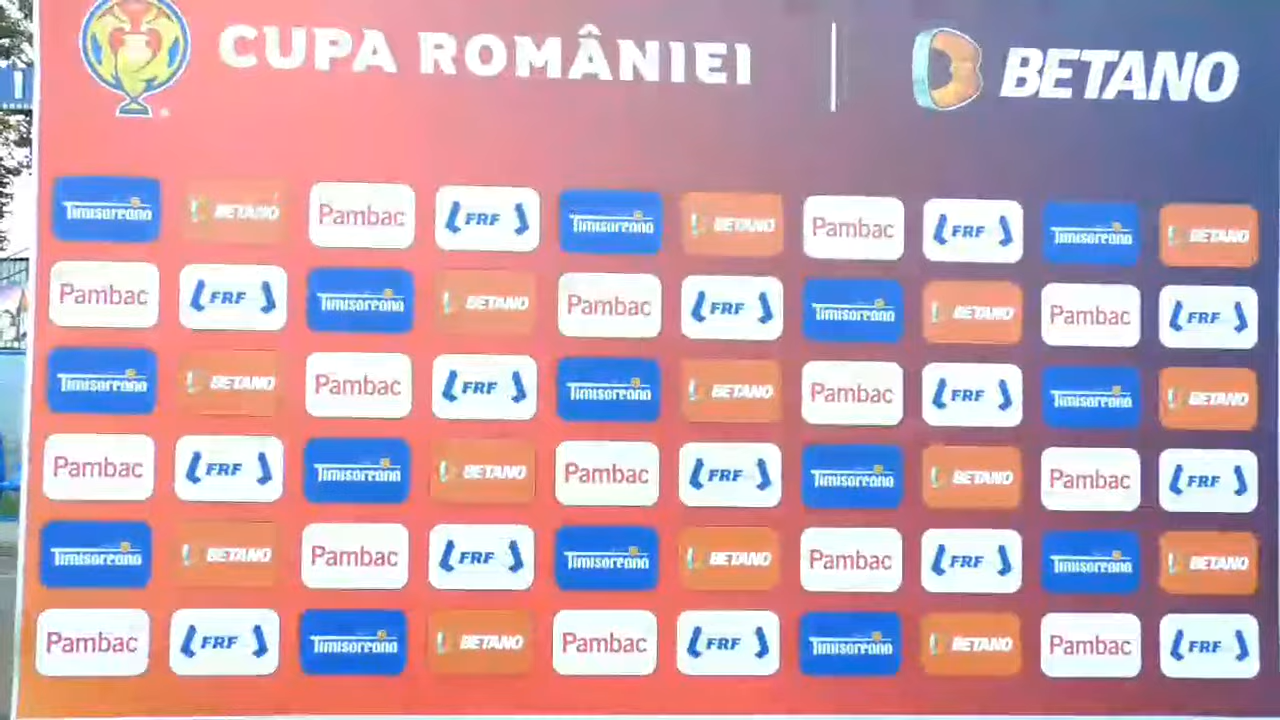 CUPA ROMÂNIEI BETANO
Timisoreana BETANO Pambac FRF Timisoreana BETANO Pambac FRF Timisoreana BETANO
Pambac FRF Timisoreana BETANO Pambac FRF Timisoreana BETANO Pambac FRF
Timisoreana BETANO Pambac FRF Timisoreana BETANO Pambac FRF Timisoreana BETANO
Pambac FRF Timisoreana BETANO Pambac FRF Timisoreana BETANO Pambac FRF
Timisoreana BETANO Pambac FRF Timisoreana BETANO Pambac FRF Timisoreana BETANO
Pambac FRF Timisoreana BETANO Pambac FRF Timisoreana BETANO Pambac FRF